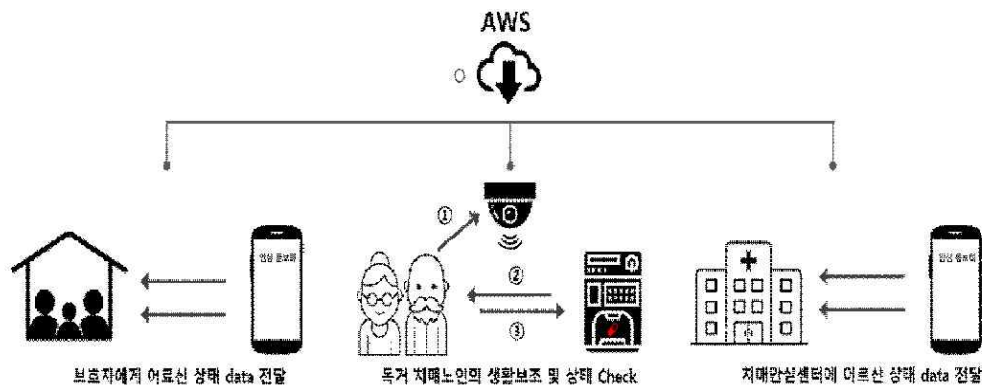 AWS
①
②
③
보호자에게 어르신 상태 data 전달
독거 치매노인의 생활보조 및 상태 Check
치매안심센터에 어르신 상태 data 전달